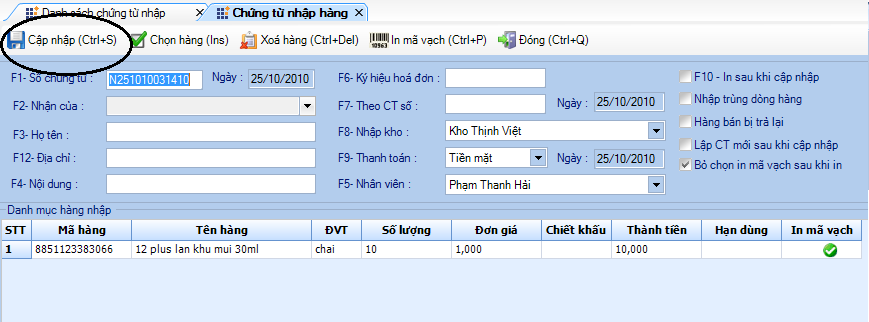 Danh sách chứng từ nhập Chứng từ nhập hàng
Cập nhập (Ctrl+S) Chọn hàng (Ins) Xoá hàng (Ctrl+Del) In mã vạch (Ctrl+P) Đóng (Ctrl+Q)
F1- Số chứng từ : N251010031410 Ngày : 25/10/2010 F6- Ký hiệu hoá đơn : F10 - In sau khi cập nhập
F2- Nhận của : F7- Theo CT số : Ngày : 25/10/2010 Nhập trùng dòng hàng
F3- Họ tên : F8- Nhập kho : Kho Thịnh Việt Hàng bán bị trả lại
F12- Địa chỉ : F9- Thanh toán : Tiền mặt Ngày : 25/10/2010 Lập CT mới sau khi cập nhập
F4- Nội dung : F5- Nhân viên : Phạm Thanh Hải Bỏ chọn in mã vạch sau khi in
Danh mục hàng nhập
STT Mã hàng Tên hàng ĐVT Số lượng Đơn giá Chiết khấu Thành tiền Hạn dùng In mã vạch
1 8851123383066 12 plus lan khu mui 30ml chai 10 1,000 10,000